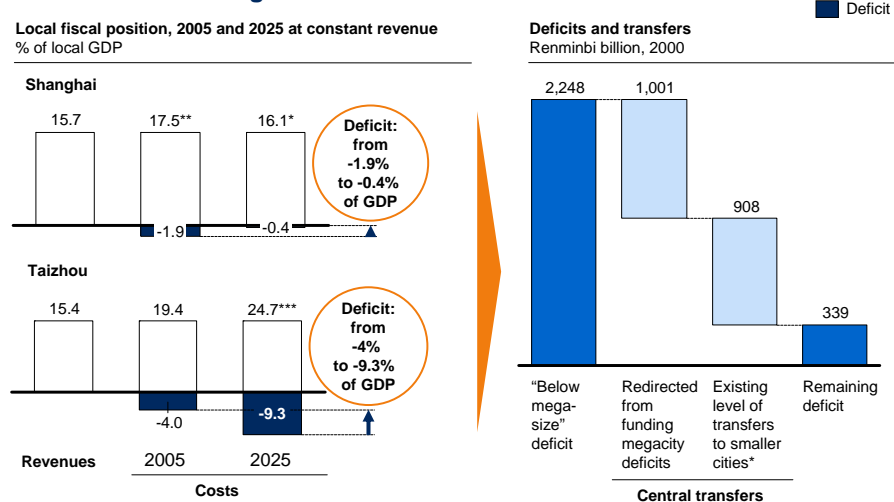 Deficit
Local fiscal position, 2005 and 2025 at constant revenue
% of local GDP
Shanghai
15.7
17.5**
16.1*
-1.9
-0.4
Deficit:
from
-1.9%
to -0.4%
of GDP
Taizhou
15.4
19.4
24.7***
-4.0
-9.3
Deficit:
from
-4%
to -9.3%
of GDP
Revenues
2005
2025
Costs
Deficits and transfers
Renminbi billion, 2000
2,248
1,001
908
339
“Below
mega-
size”
deficit
Redirected
from
funding
megacity
deficits
Existing
level of
transfers
to smaller
cities*
Remaining
deficit
Central transfers